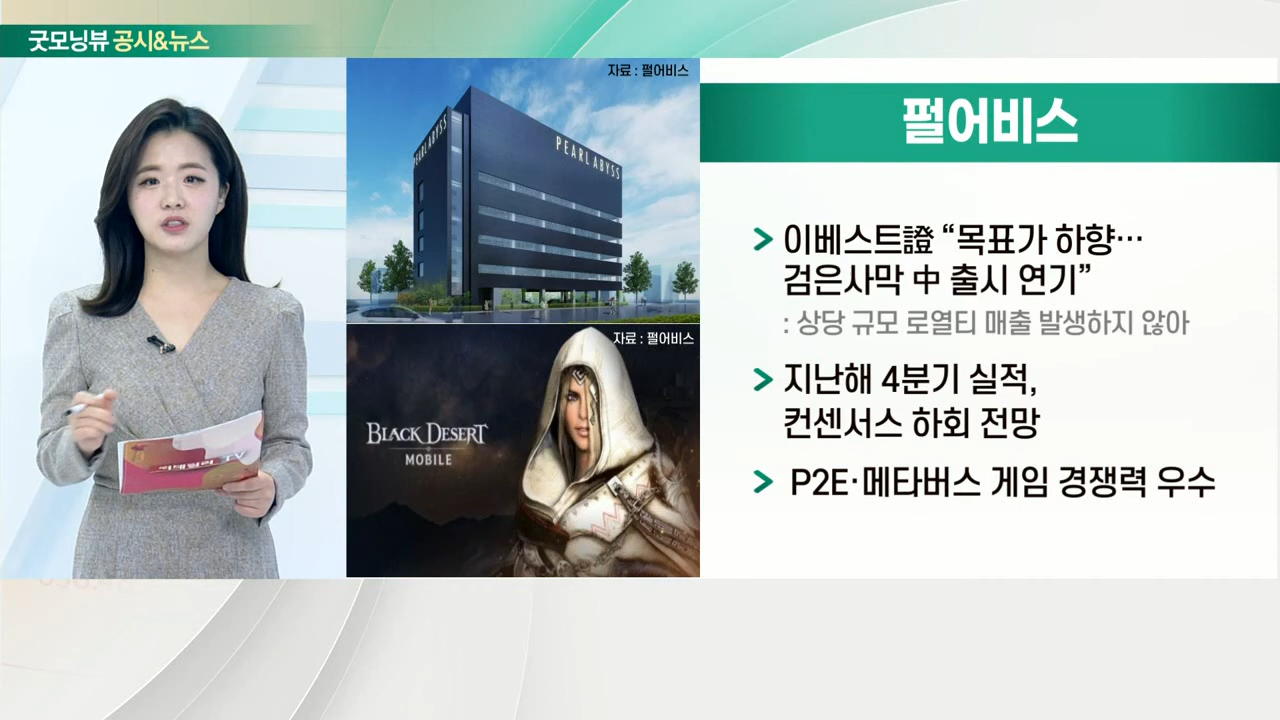 굿모닝뷰 공시&뉴스
자료 : 펄어비스
PEARL ABYSS
PEARL ABYSS
자료 : 펄어비스
BLACK DESERT
MOBILE
펄어비스
이베스트證 “목표가 하향…
검은사막 中 출시 연기”
: 상당 규모 로열티 매출 발생하지 않아
지난해 4분기 실적,
컨센서스 하회 전망
P2E·메타버스 게임 경쟁력 우수